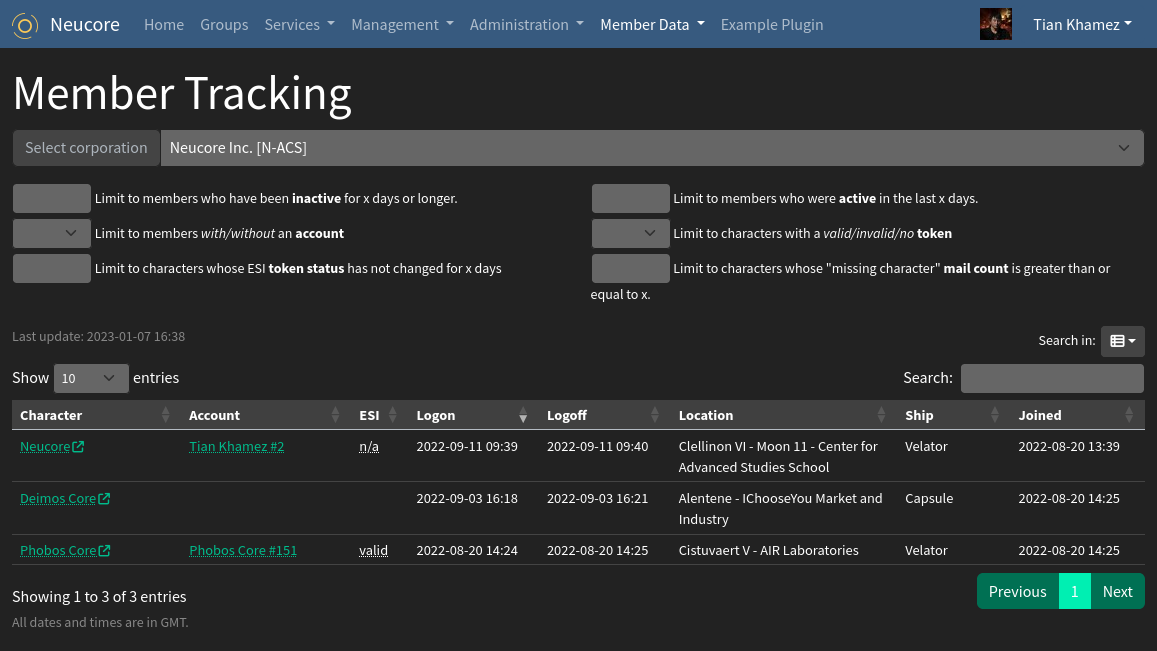 Neucore Home Groups Services Management Administration Member Data Example Plugin Tian Khamez
Member Tracking
Select corporation Neucore Inc. [N-ACS]
Limit to members who have been inactive for x days or longer.
Limit to members who were active in the last x days.
Limit to members with/without an account
Limit to characters with a valid/invalid/no token
Limit to characters whose ESI token status has not changed for x days
Limit to characters whose "missing character" mail count is greater than or
equal to x.
Last update: 2023-01-07 16:38
Search in:
Show 10 entries
Search:
Character Account ESI Logon Logoff Location Ship Joined
Neucore Tian Khamez #2 n/a 2022-09-11 09:39 2022-09-11 09:40 Clellinon VI - Moon 11 - Center for Velator 2022-08-20 13:39
Advanced Studies School
Deimos Core 2022-09-03 16:18 2022-09-03 16:21 Alentene - IChooseYou Market and Capsule 2022-08-20 14:25
Industry
Phobos Core Phobos Core #151 valid 2022-08-20 14:24 2022-08-20 14:25 Cistuvaert V - AIR Laboratories Velator 2022-08-20 14:25
Showing 1 to 3 of 3 entries
Previous 1 Next
All dates and times are in GMT.